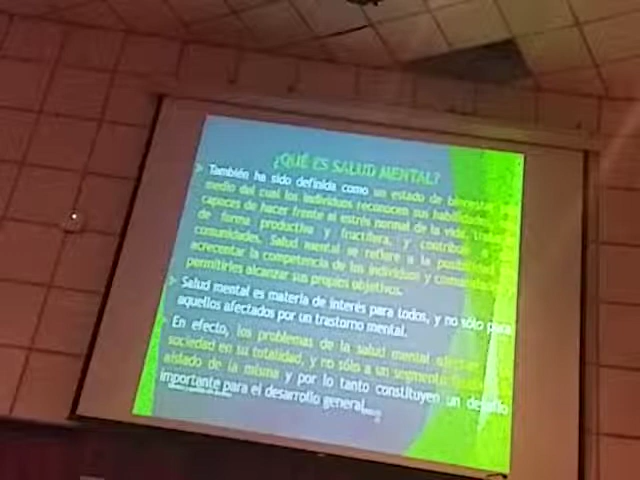 ¿QUÉ ES SALUD MENTAL?
También ha sido definida como un estado de bienestar
medio del cual los individuos reconocen sus habilidades,
capaces de hacer frente al estrés normal de la vida,
de forma productiva y fructífera, y
comunidades. Salud mental se refiere a la
acrecentar la competencia de los individuos y
permitirles alcanzar sus propios objetivos.
Salud mental es materia de interés para todos, y no sólo para
aquellos afectados por un trastorno mental.
En efecto, los problemas de la salud mental
sociedad en su totalidad, y no sólo a un segmento
aislado de la misma y por lo tanto constituyen un desafío
importante para el desarrollo general